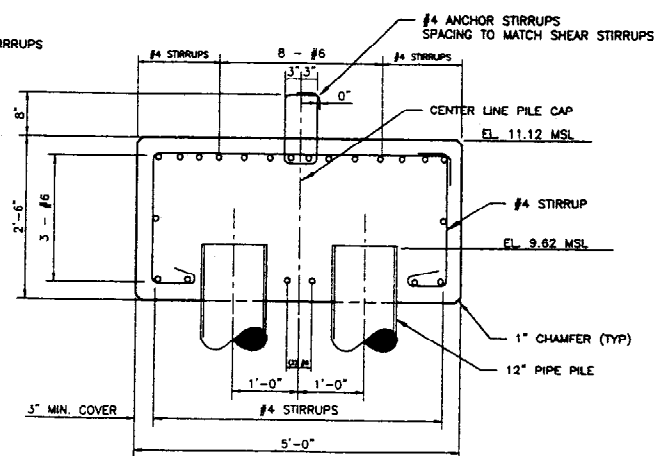 #4 ANCHOR STIRRUPS
SPACING TO MATCH SHEAR STIRRUPS
STIRRUPS
#4 STIRRUPS
8 - #6
#4 STIRRUPS
3" 3"
0"
8"
CENTER LINE PILE CAP
EL. 11.12 MSL
2'-6"
3 - #6
#4 STIRRUP
EL. 9.62 MSL
1" CHAMFER (TYP)
12" PIPE PILE
1'-0" 1'-0"
3" MIN. COVER
#4 STIRRUPS
5'-0"